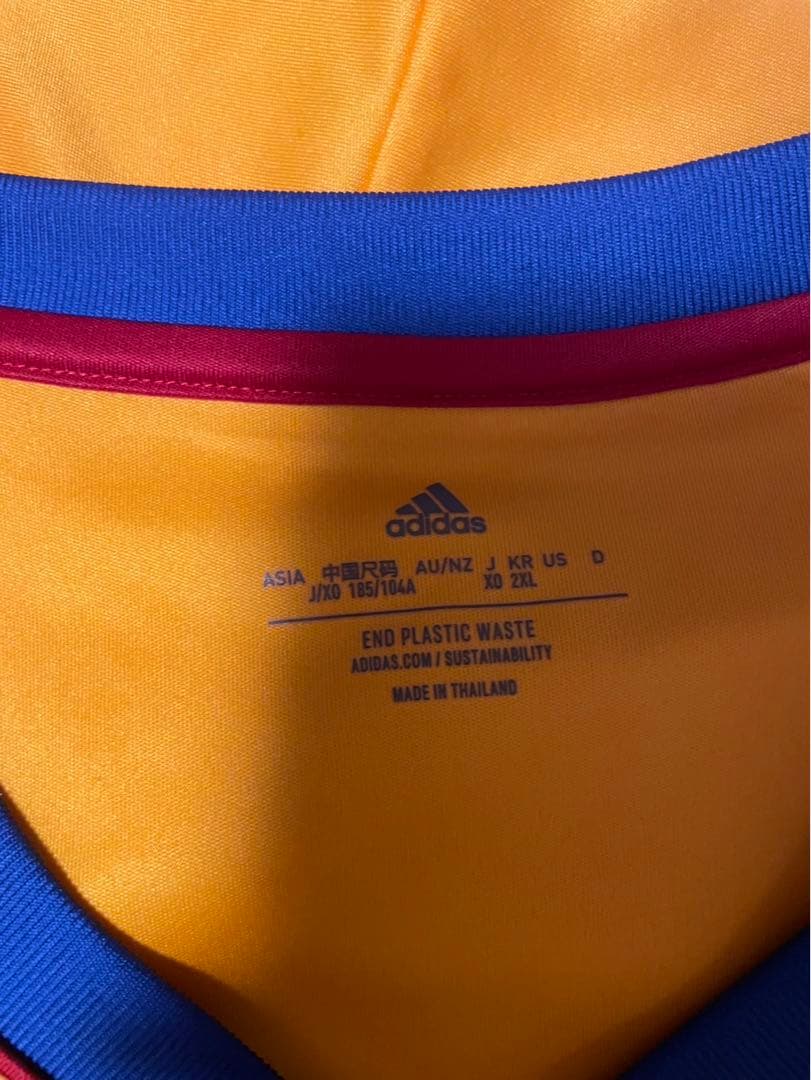 adidas
ASIA 中国尺码 AU/NZ J KR US D
J/XO 185/104A XO 2XL
END PLASTIC WASTE
ADIDAS.COM / SUSTAINABILITY
MADE IN THAILAND